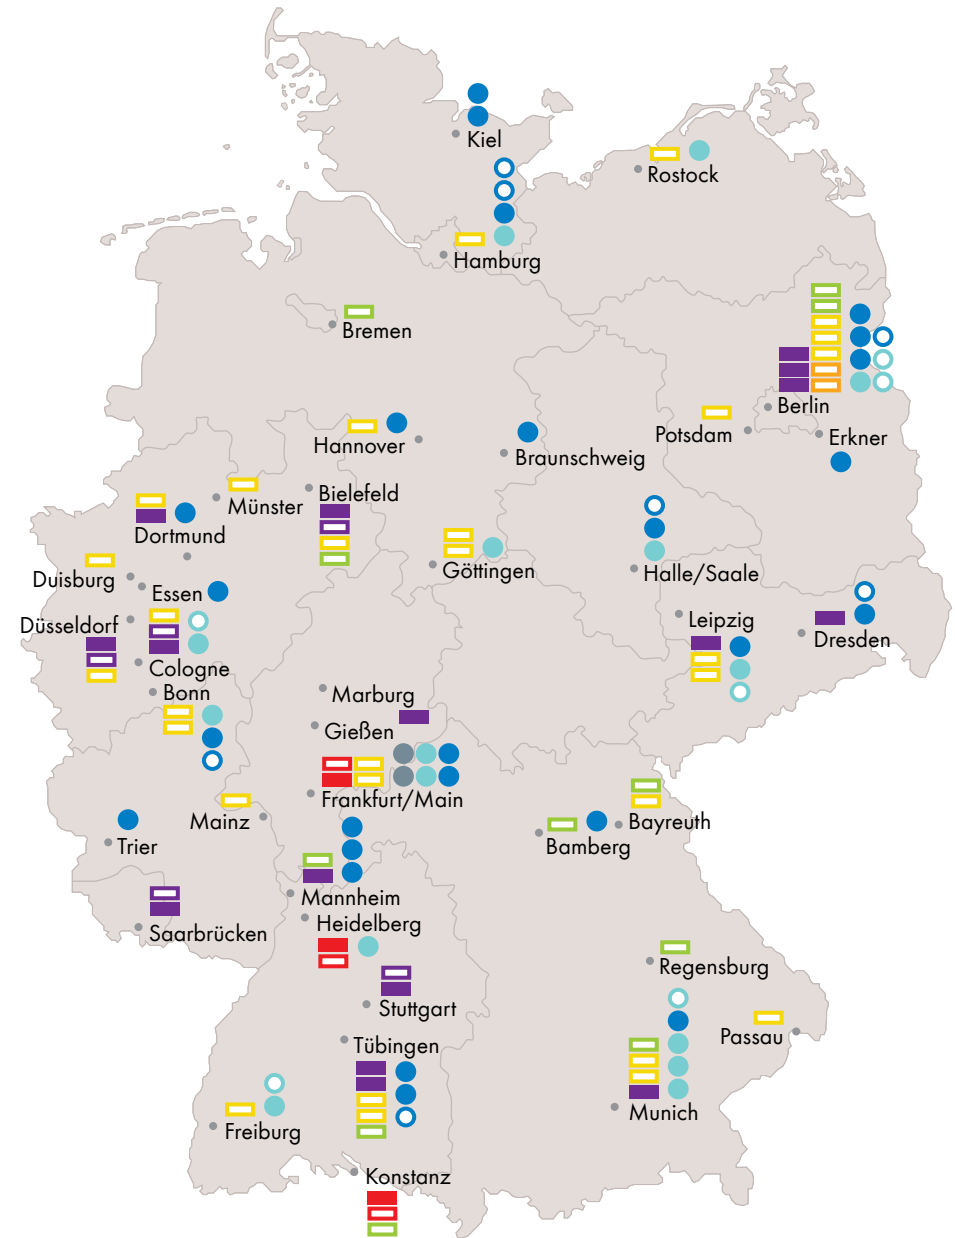 Kiel
Rostock
Hamburg
Bremen
Berlin
Potsdam
Erkner
Hannover
Braunschweig
Bielefeld
Münster
Dortmund
Göttingen
Halle/Saale
Duisburg
Essen
Düsseldorf
Leipzig
Dresden
Cologne
Bonn
Marburg
Gießen
Frankfurt/Main
Mainz
Bayreuth
Bamberg
Trier
Mannheim
Heidelberg
Saarbrücken
Regensburg
Stuttgart
Passau
Tübingen
Munich
Freiburg
Konstanz